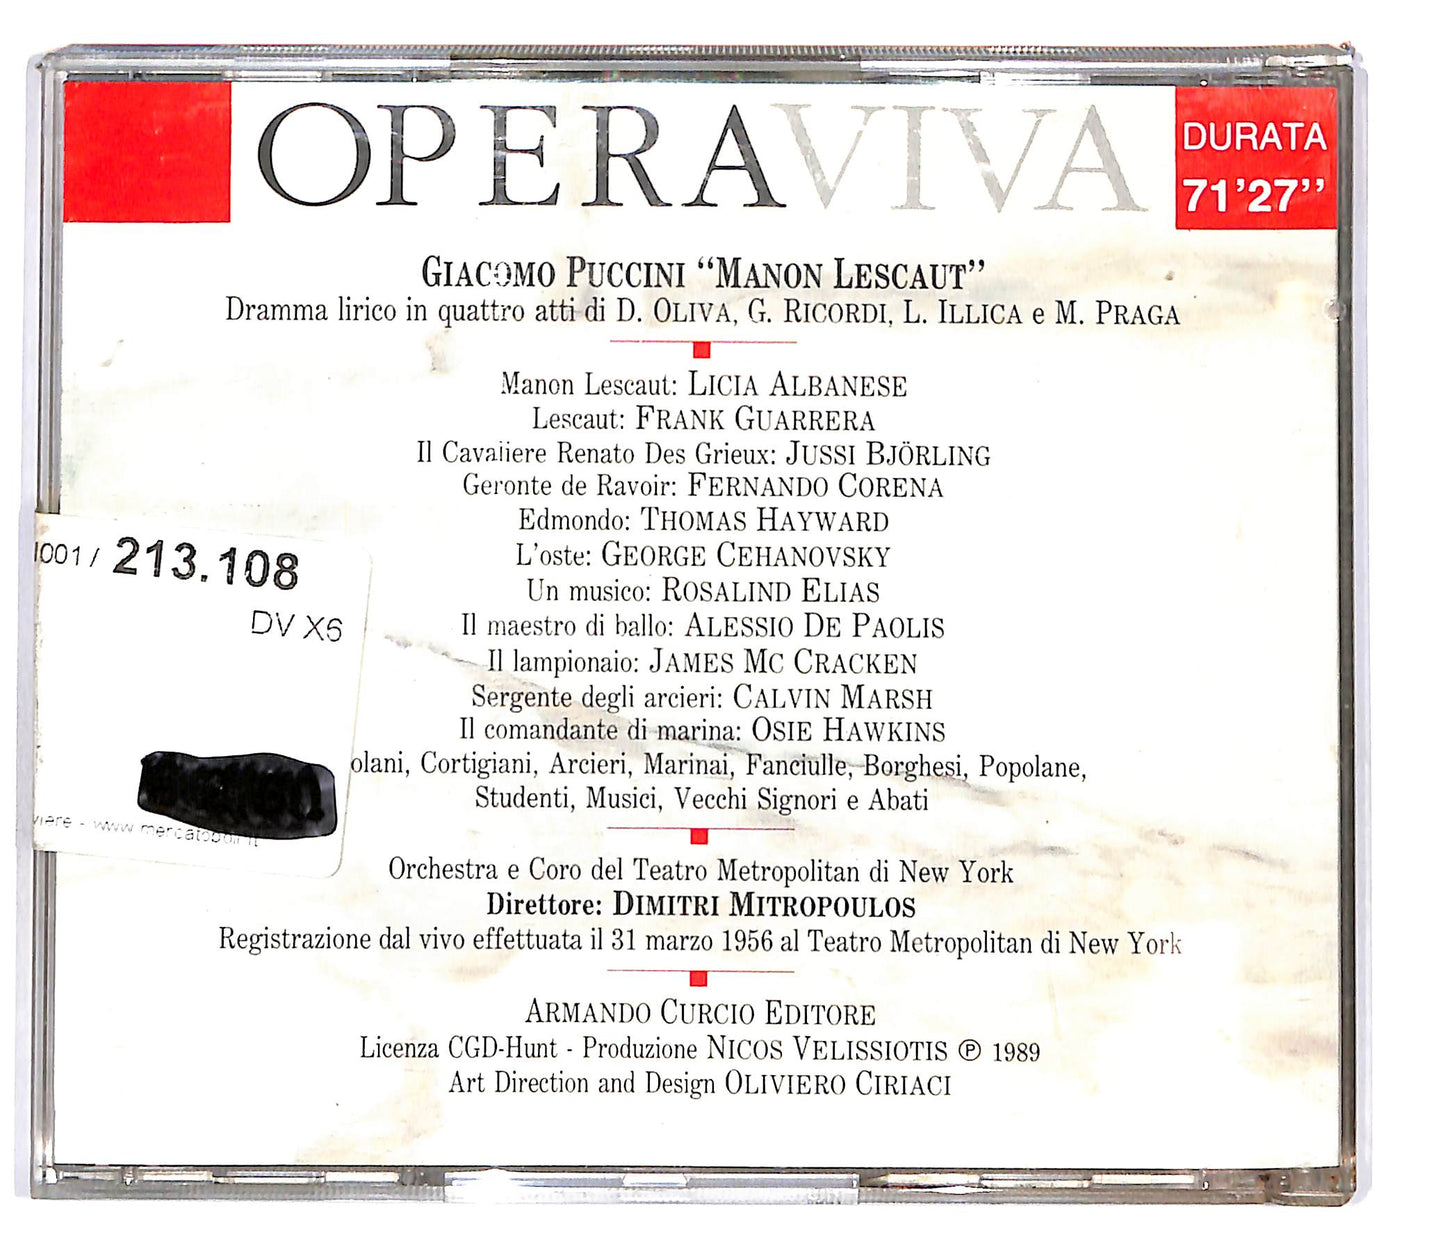 OPERAVIVA
DURATA
71'27''
GIACOMO PUCCINI “MANON LESCAUT”
Dramma lirico in quattro atti di D. OLIVA, G. RICORDI, L. ILLICA e M. PRAGA
Manon Lescaut: LICIA ALBANESE
Lescaut: FRANK GUARRERA
Il Cavaliere Renato Des Grieux: JUSSI BJÖRLING
Geronte de Ravoir: FERNANDO CORENA
Edmondo: THOMAS HAYWARD
L'oste: GEORGE CEHANOVSKY
Un musico: ROSALIND ELIAS
Il maestro di ballo: ALESSIO DE PAOLIS
Il lampionaio: JAMES MC CRACKEN
Sergente degli arcieri: CALVIN MARSH
Il comandante di marina: OSIE HAWKINS
olani, Cortigiani, Arcieri, Marinai, Fanciulle, Borghesi, Popolane,
Studenti, Musici, Vecchi Signori e Abati
Orchestra e Coro del Teatro Metropolitan di New York
Direttore: DIMITRI MITROPOULOS
Registrazione dal vivo effettuata il 31 marzo 1956 al Teatro Metropolitan di New York
ARMANDO CURCIO EDITORE
Licenza CGD-Hunt - Produzione NICOS VELISSIOTIS ℗ 1989
Art Direction and Design OLIVIERO CIRIACI
001 / 213.108
DV X6
viere - www.mercatopoli.it